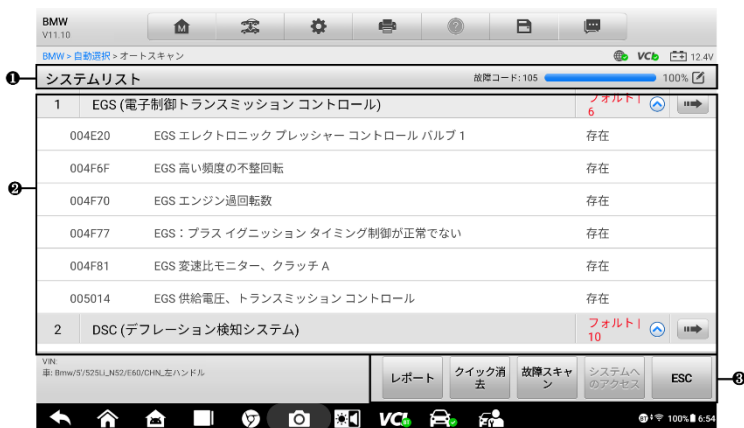 BMW
V11.10
BMW > 自動選択 > オートスキャン
VCb 12.4V
❶ システムリスト 故障コード: 105 100%
❷
1 EGS (電子制御トランスミッション コントロール) フォルト | 6
004E20 EGS エレクトロニック プレッシャー コントロール バルブ 1 存在
004F6F EGS 高い頻度の不整回転 存在
004F70 EGS エンジン過回転数 存在
004F77 EGS：プラス イグニッション タイミング制御が正常でない 存在
004F81 EGS 変速比モニター、クラッチ A 存在
005014 EGS 供給電圧、トランスミッション コントロール 存在
2 DSC (デフレーション検知システム) フォルト | 10
VIN:
車: Bmw/5'/525Li_N52/E60/CHN_左ハンドル
レポート
クイック消
去
故障スキャ
ン
システムへ
のアクセス
ESC
❸
VCI 100% 6:54